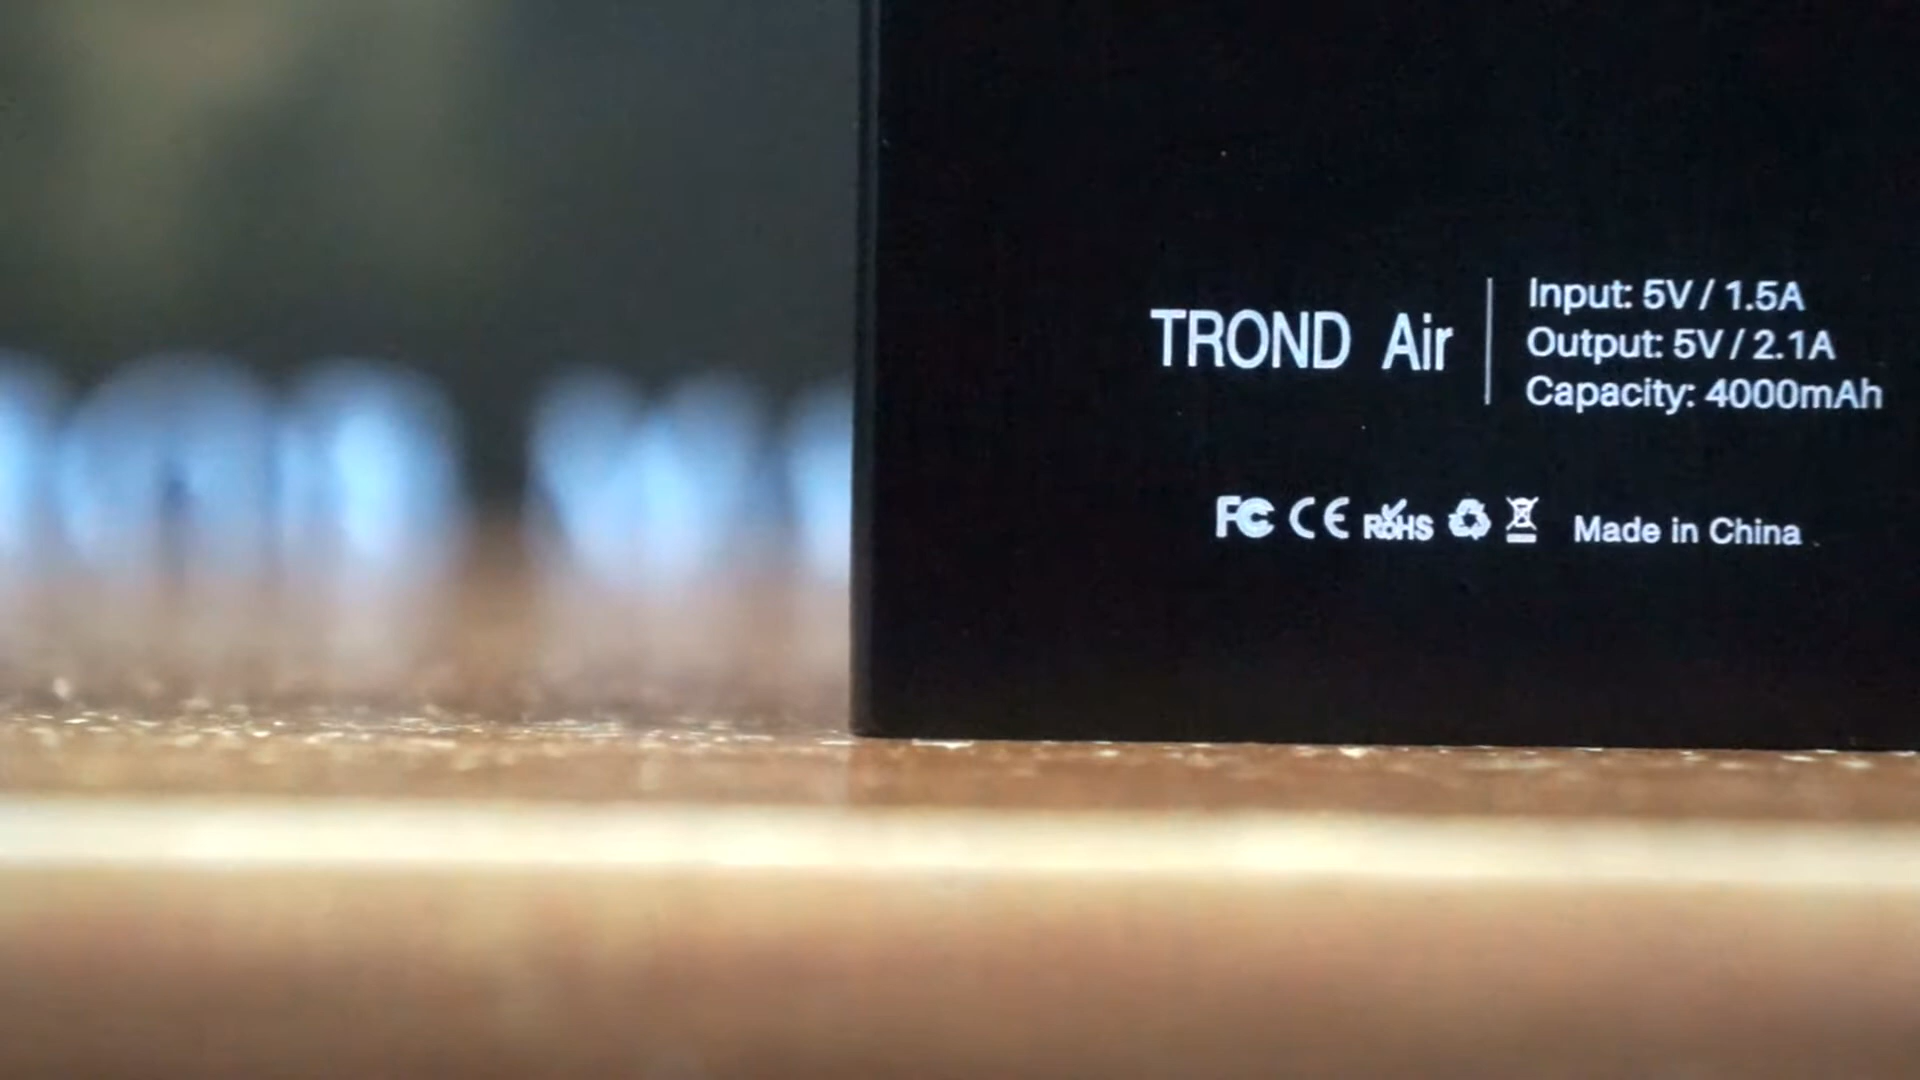 TROND Air
Input: 5V / 1.5A
Output: 5V / 2.1A
Capacity: 4000mAh
FC CE RoHS Made in China